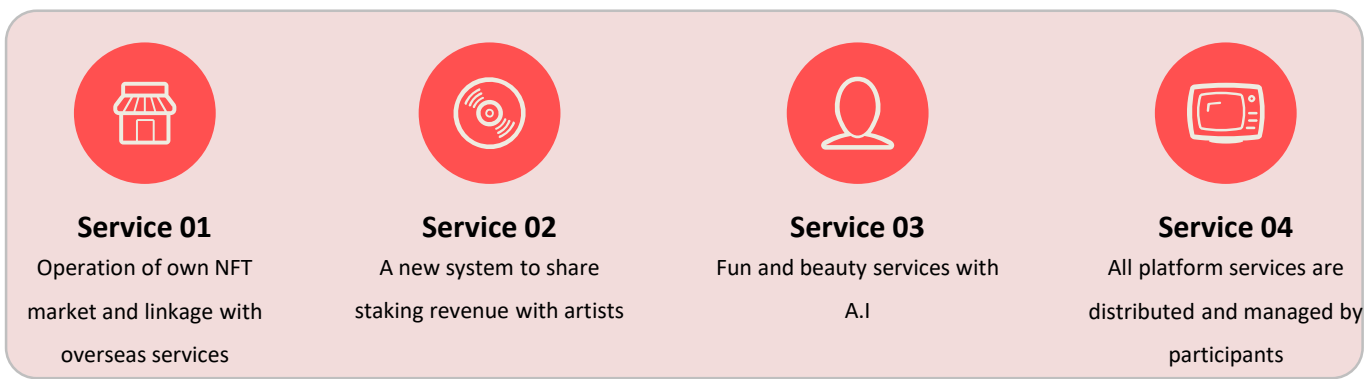 Service 01
Operation of own NFT
market and linkage with
overseas services
Service 02
A new system to share
staking revenue with artists
Service 03
Fun and beauty services with
A.I
Service 04
All platform services are
distributed and managed by
participants